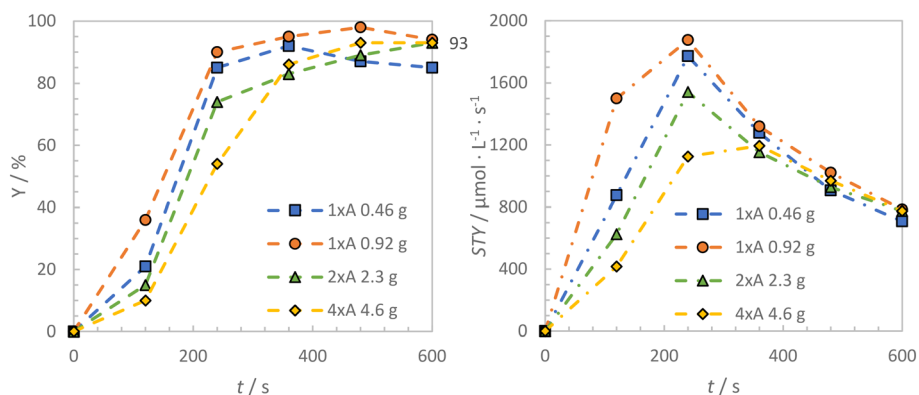 100
80
60
40
20
0
Y / %
0
200
400
600
t / s
93
1xA 0.46 g
1xA 0.92 g
2xA 2.3 g
4xA 4.6 g
2000
1600
1200
800
400
0
STY / µmol · L⁻¹ · s⁻¹
0
200
400
600
t / s
1xA 0.46 g
1xA 0.92 g
2xA 2.3 g
4xA 4.6 g